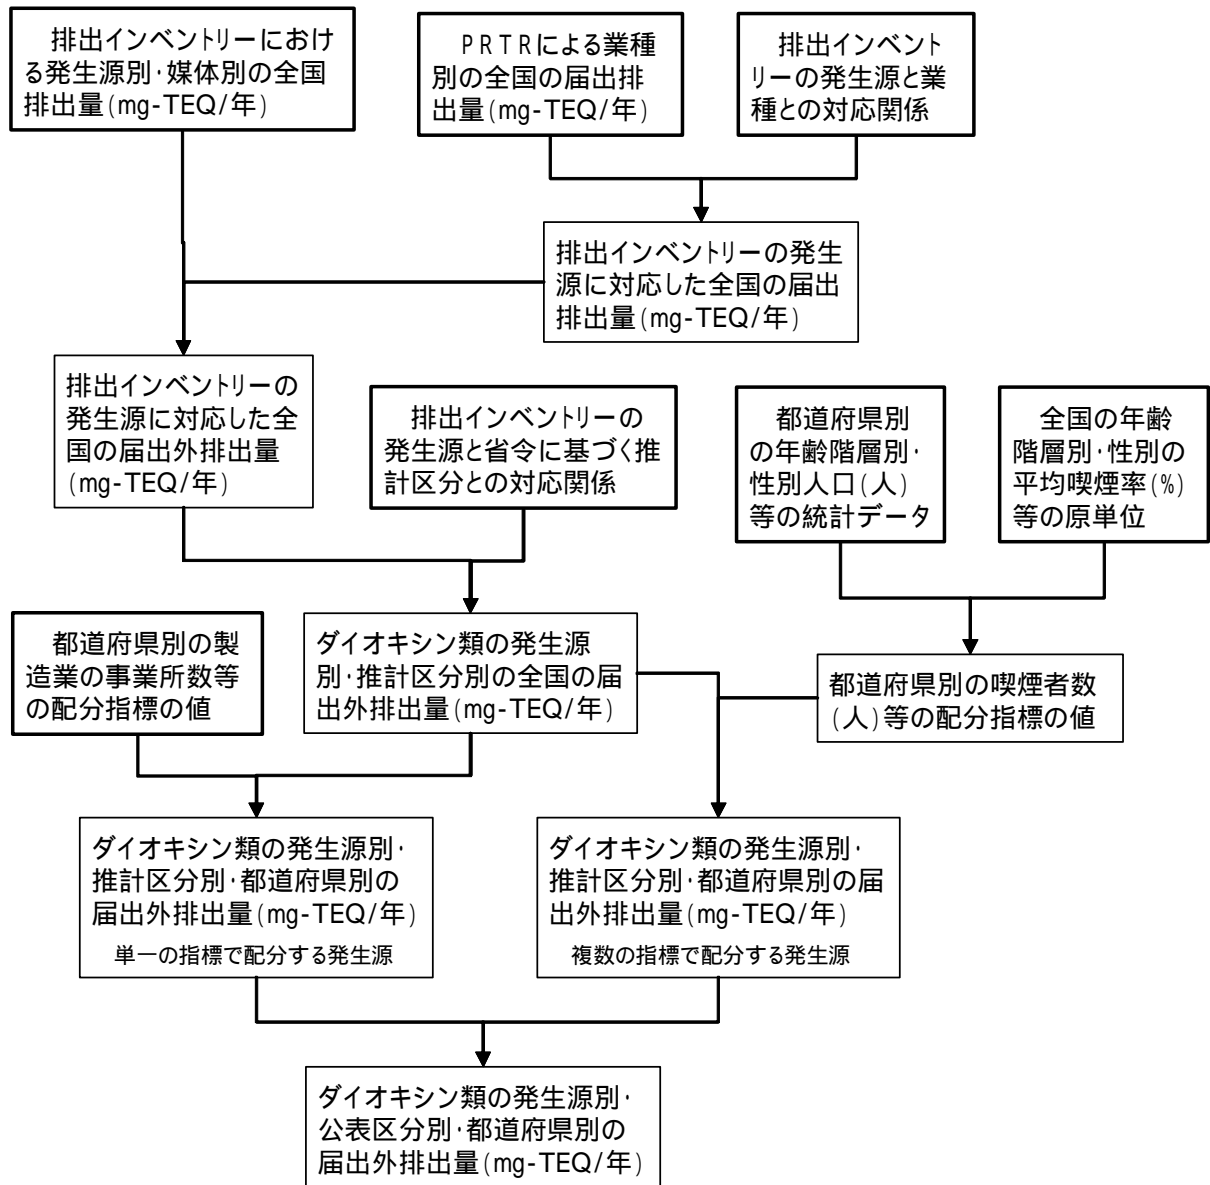 排出インベントリーにおけ
る発生源別・媒体別の全国
排出量(mg-TEQ/年)
ＰＲＴＲによる業種
別の全国の届出排
出量(mg-TEQ/年)
排出インベント
リーの発生源と業
種との対応関係
排出インベントリーの発生
源に対応した全国の届出
排出量(mg-TEQ/年)
排出インベントリーの
発生源に対応した全
国の届出外排出量
(mg-TEQ/年)
排出インベントリーの
発生源と省令に基づく推
計区分との対応関係
都道府県別
の年齢階層別・
性別人口(人)
等の統計データ
全国の年齢
階層別・性別の
平均喫煙率(%)
等の原単位
都道府県別の製
造業の事業所数等
の配分指標の値
ダイオキシン類の発生源
別・推計区分別の全国の届
出外排出量(mg-TEQ/年)
都道府県別の喫煙者数
(人)等の配分指標の値
ダイオキシン類の発生源別・
推計区分別・都道府県別の
届出外排出量(mg-TEQ/年)
単一の指標で配分する発生源
ダイオキシン類の発生源別・
推計区分別・都道府県別の届
出外排出量(mg-TEQ/年)
複数の指標で配分する発生源
ダイオキシン類の発生源別・
公表区分別・都道府県別の
届出外排出量(mg-TEQ/年)